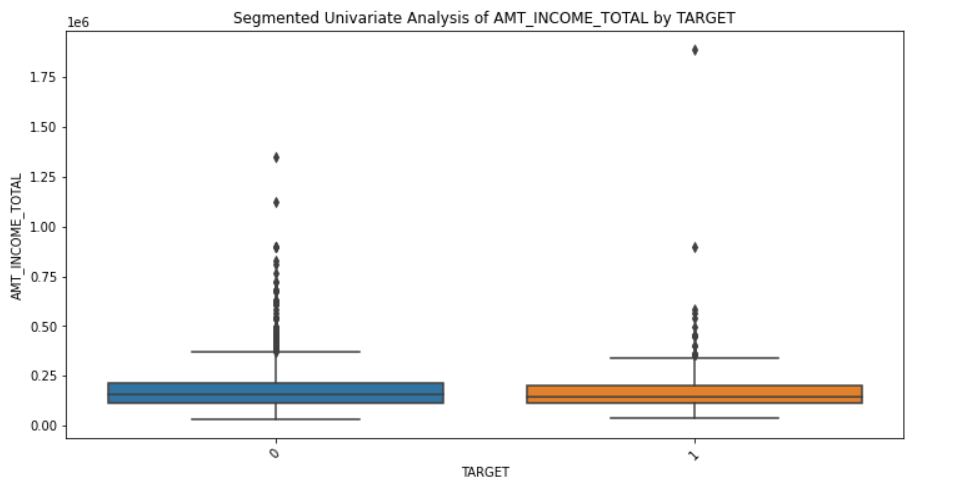 Segmented Univariate Analysis of AMT_INCOME_TOTAL by TARGET
1e6
1.75
1.50
1.25
1.00
0.75
0.50
0.25
0.00
AMT_INCOME_TOTAL
0
1
TARGET